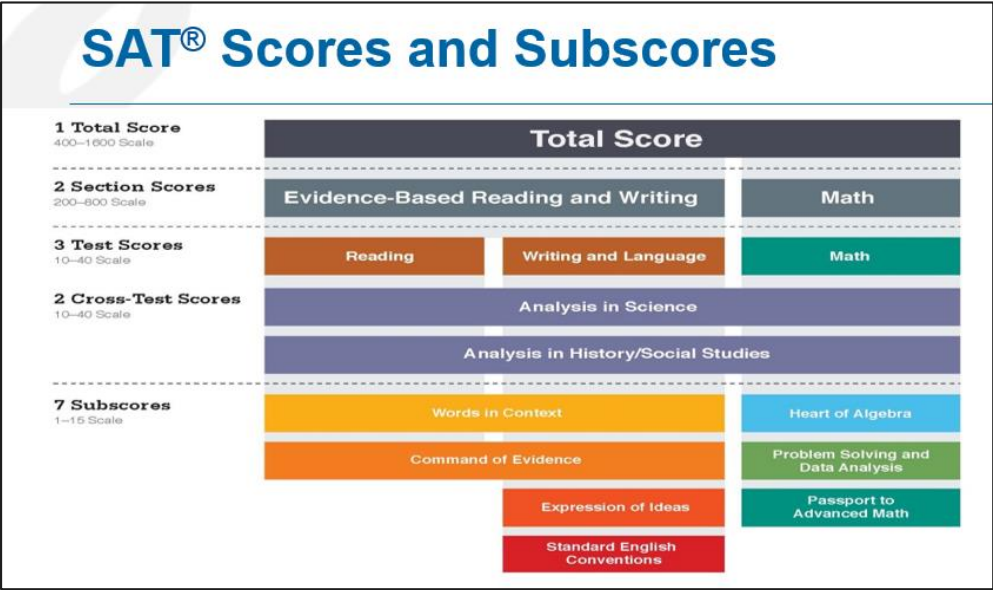 SAT® Scores and Subscores
1 Total Score
400–1600 Scale
Total Score
2 Section Scores
200–800 Scale
Evidence-Based Reading and Writing
Math
3 Test Scores
10–40 Scale
Reading
Writing and Language
Math
2 Cross-Test Scores
10–40 Scale
Analysis in Science
Analysis in History/Social Studies
7 Subscores
1–15 Scale
Words in Context
Heart of Algebra
Command of Evidence
Problem Solving and
Data Analysis
Expression of Ideas
Passport to
Advanced Math
Standard English
Conventions